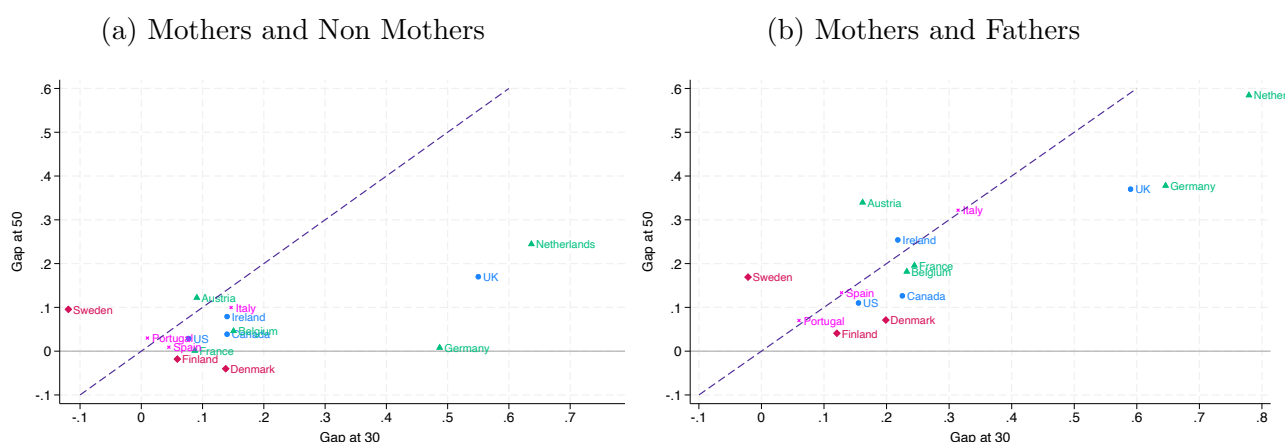 (a) Mothers and Non Mothers
Gap at 50
.6
.5
.4
.3
.2
.1
0
-.1
Netherlands
UK
Austria
Sweden
Italy
Ireland
Belgium
Canada
Portugal
US
Spain
France
Germany
Finland
Denmark
-.1 0 .1 .2 .3 .4 .5 .6 .7
Gap at 30
(b) Mothers and Fathers
Gap at 50
.6
.5
.4
.3
.2
.1
0
-.1
Nether
Germany
UK
Austria
Italy
Ireland
France
Belgium
Sweden
Spain
Canada
US
Portugal
Denmark
Finland
-.1 0 .1 .2 .3 .4 .5 .6 .7 .8
Gap at 30